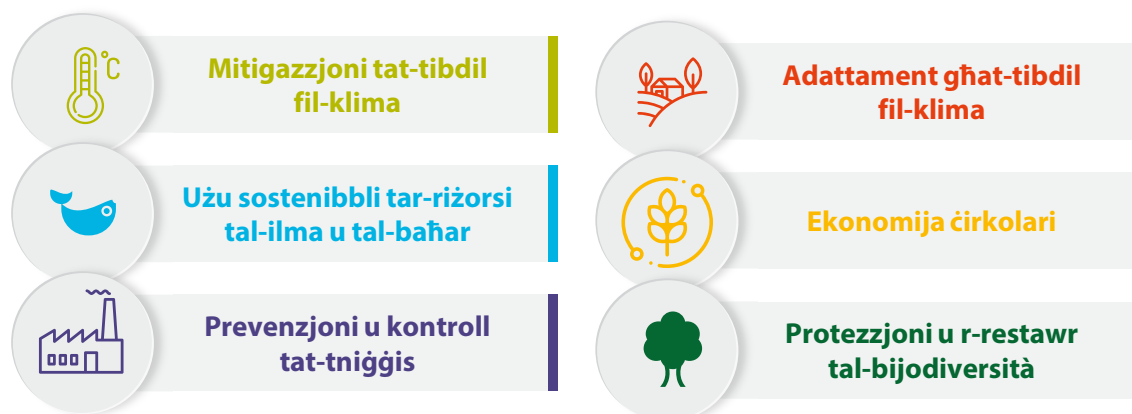 °C
Mitigazzjoni tat-tibdil
fil-klima
Adattament għat-tibdil
fil-klima
Użu sostenibbli tar-riżorsi
tal-ilma u tal-baħar
Ekonomija ċirkolari
Prevenzjoni u kontroll
tat-tniġġis
Protezzjoni u r-restawr
tal-bijodiversità